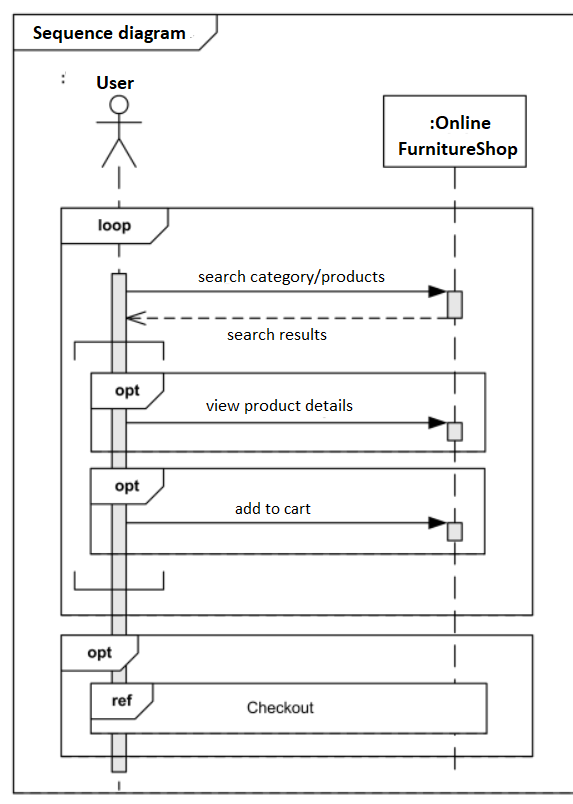 Sequence diagram
:
User
:Online
FurnitureShop
loop
search category/products
search results
opt
view product details
opt
add to cart
opt
ref
Checkout